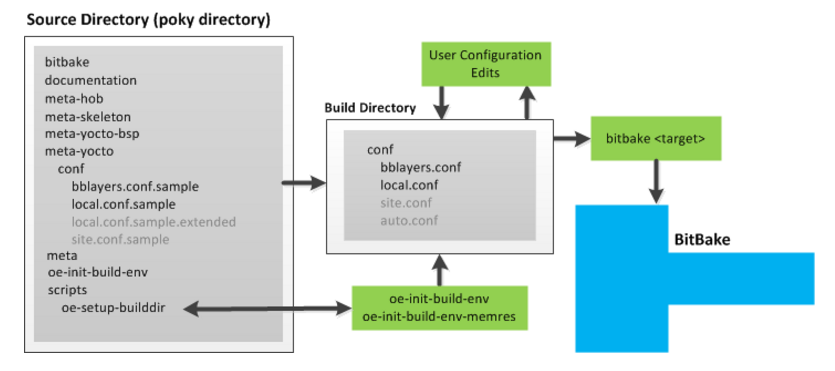 Source Directory (poky directory)
bitbake
documentation
meta-hob
meta-skeleton
meta-yocto-bsp
meta-yocto
conf
bblayers.conf.sample
local.conf.sample
local.conf.sample.extended
site.conf.sample
meta
oe-init-build-env
scripts
oe-setup-builddir
User Configuration
Edits
Build Directory
conf
bblayers.conf
local.conf
site.conf
auto.conf
oe-init-build-env
oe-init-build-env-memres
bitbake <target>
BitBake